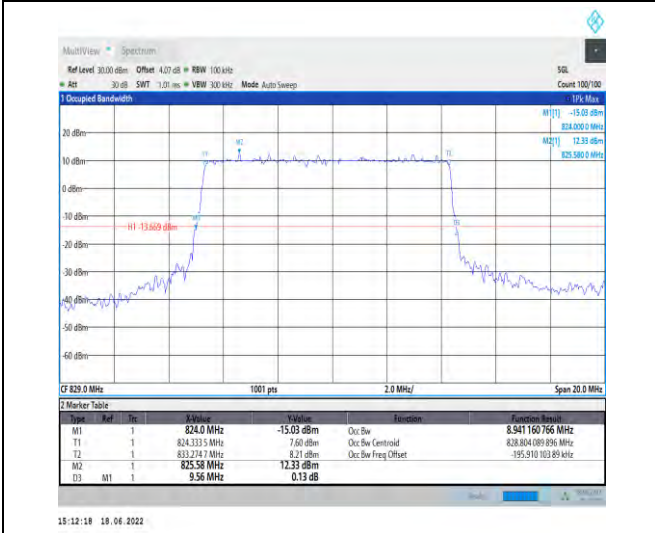 MultiView Spectrum
Ref Level 30.00 dBm Offset 4.07 dB RBW 100 kHz SGL
Att 30 dB SWT 1.01 ms VBW 300 kHz Mode Auto Sweep Count 100/100
1 Occupied Bandwidth 1Pk Max
M1[1] -15.03 dBm
824.000 0 MHz
M2[1] 12.33 dBm
825.580 0 MHz
20 dBm
M2
T1
T2
10 dBm
0 dBm
-10 dBm
M1
D3
H1 -13.669 dBm
-20 dBm
-30 dBm
-40 dBm
-50 dBm
-60 dBm
CF 829.0 MHz 1001 pts 2.0 MHz/ Span 20.0 MHz
2 Marker Table
Type Ref Trc X-Value Y-Value Function Function Result
M1 1 824.0 MHz -15.03 dBm Occ Bw 8.941 160 766 MHz
T1 1 824.333 5 MHz 7.60 dBm Occ Bw Centroid 828.804 089 896 MHz
T2 1 833.274 7 MHz 8.21 dBm Occ Bw Freq Offset -195.910 103 89 kHz
M2 1 825.58 MHz 12.33 dBm
D3 M1 1 9.56 MHz 0.13 dB
15:12:18 18.06.2022